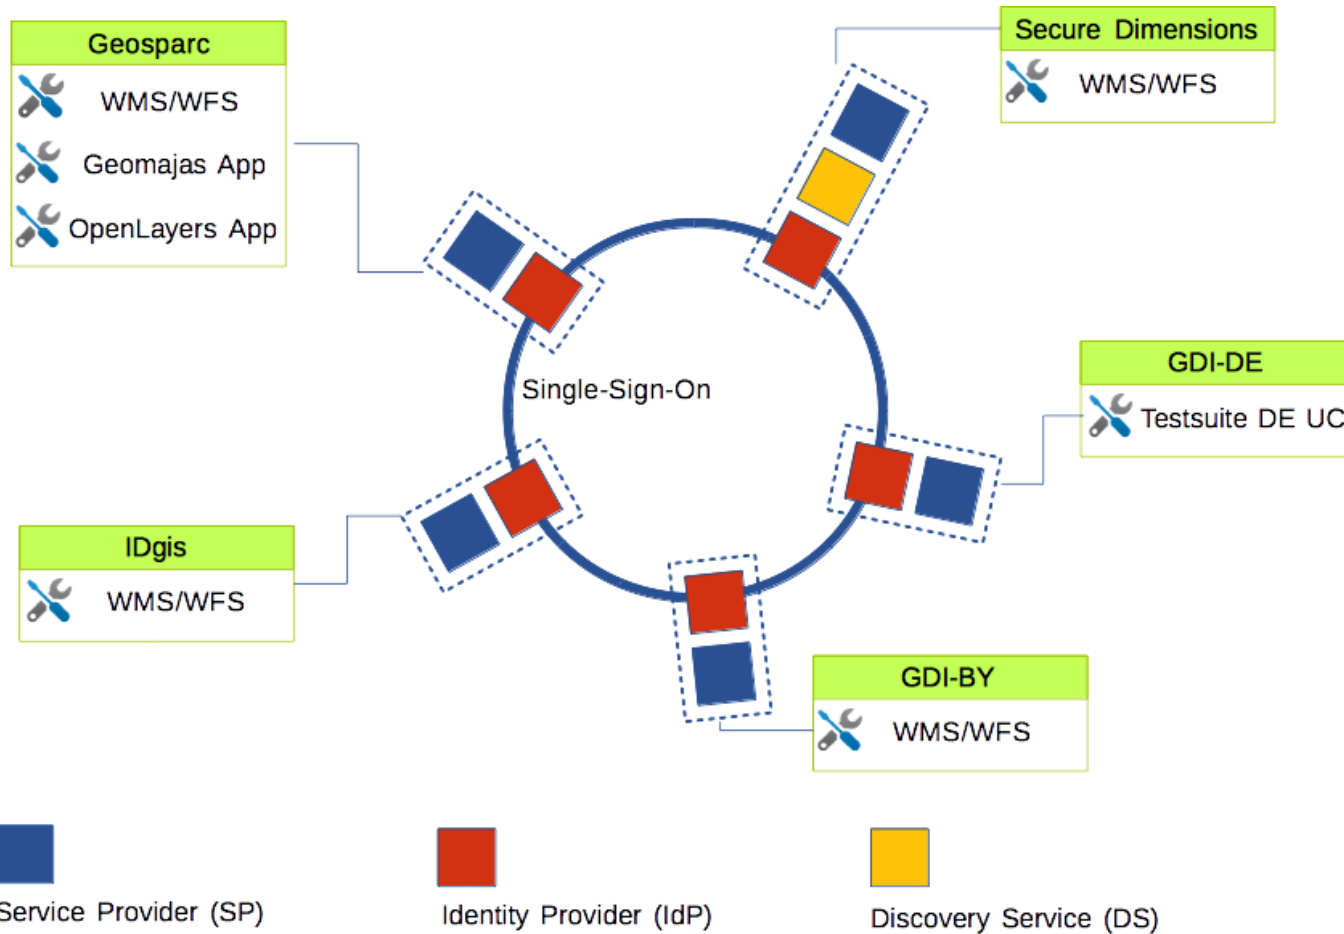 Geosparc
WMS/WFS
Geomajas App
OpenLayers App
Secure Dimensions
WMS/WFS
Single-Sign-On
GDI-DE
Testsuite DE UC
IDgis
WMS/WFS
GDI-BY
WMS/WFS
Service Provider (SP)
Identity Provider (IdP)
Discovery Service (DS)